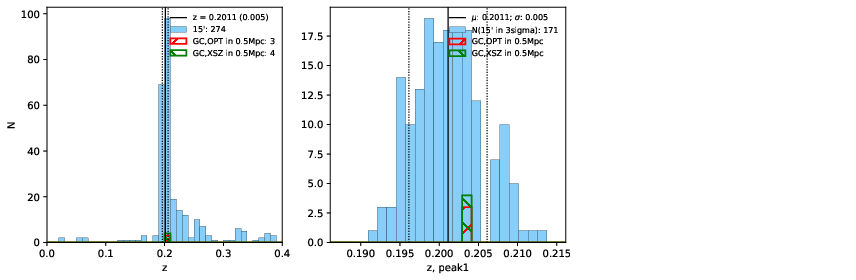 z = 0.2011 (0.005)
15': 274
GC,OPT in 0.5Mpc: 3
GC,XSZ in 0.5Mpc: 4
N
100
80
60
40
20
0
0.0 0.1 0.2 0.3 0.4
z
μ: 0.2011; σ: 0.005
N(15' in 3sigma): 171
GC,OPT in 0.5Mpc
GC,XSZ in 0.5Mpc
17.5
15.0
12.5
10.0
7.5
5.0
2.5
0.0
0.190 0.195 0.200 0.205 0.210 0.215
z, peak1